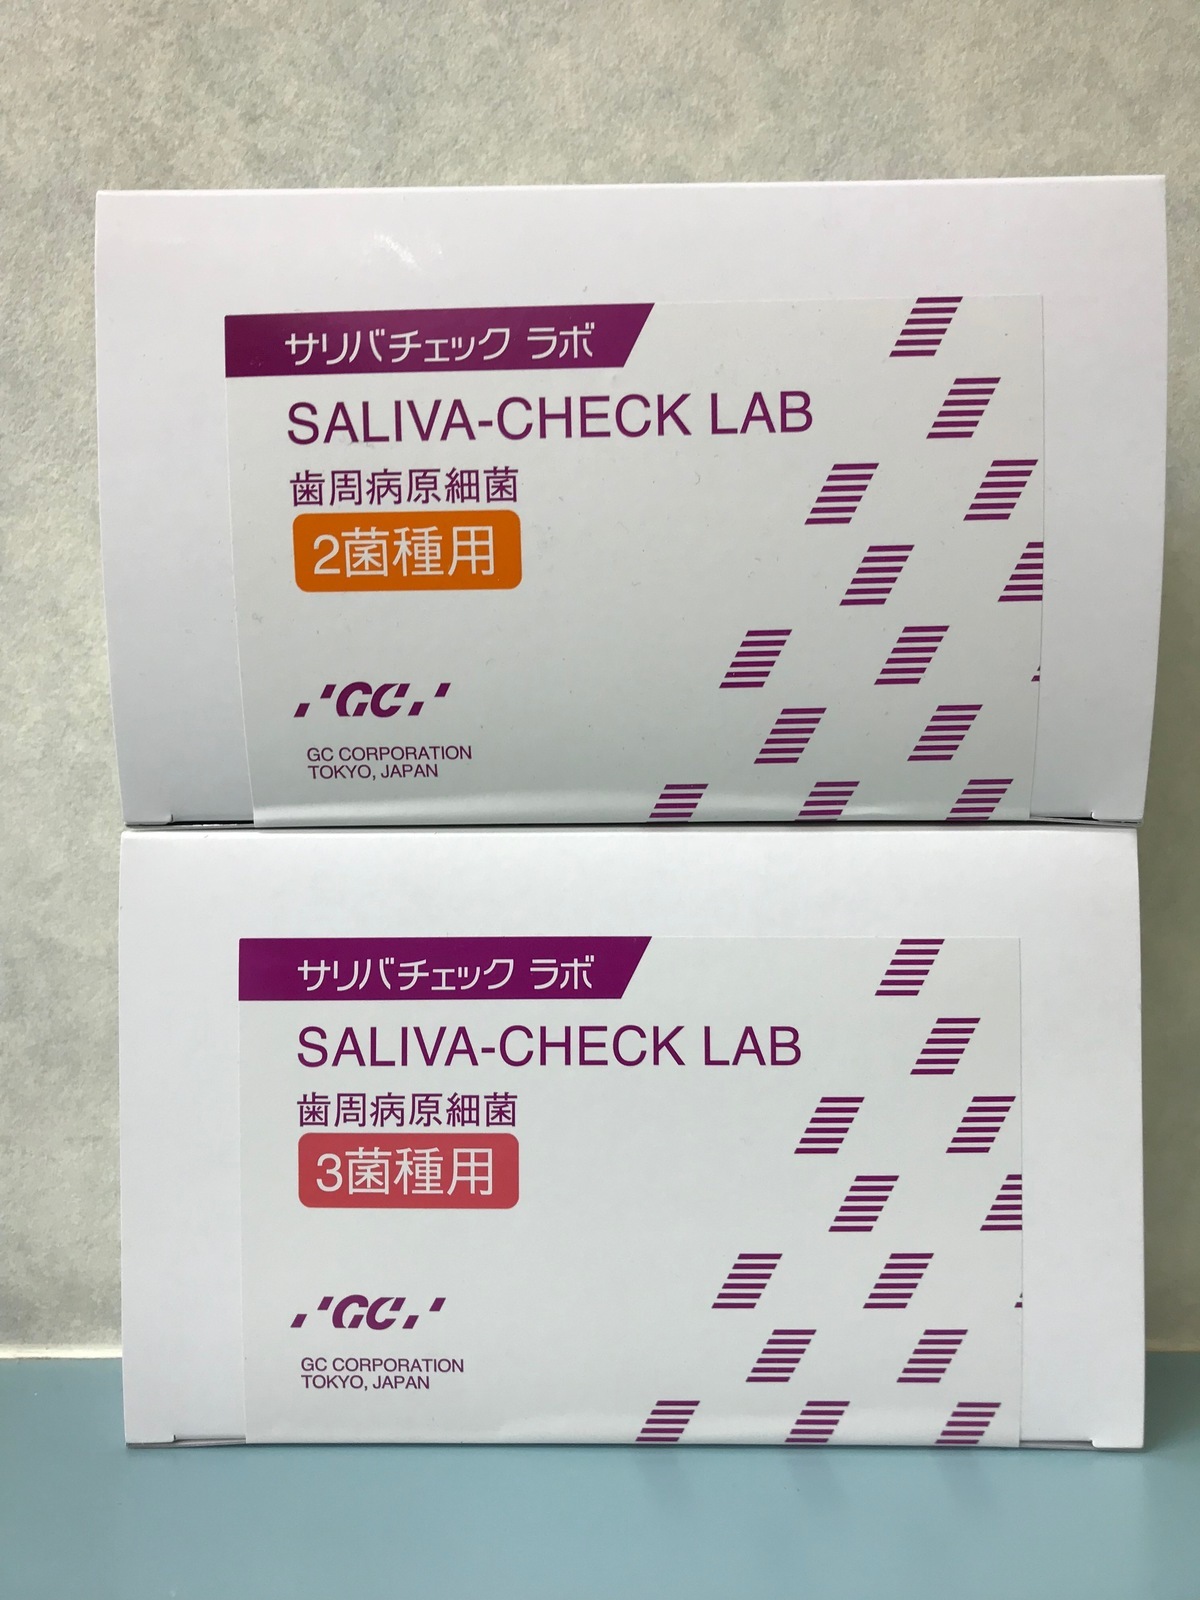 サリバチェック ラボ
SALIVA-CHECK LAB
歯周病原細菌
2菌種用
GC
GC CORPORATION
TOKYO, JAPAN
サリバチェック ラボ
SALIVA-CHECK LAB
歯周病原細菌
3菌種用
GC
GC CORPORATION
TOKYO, JAPAN